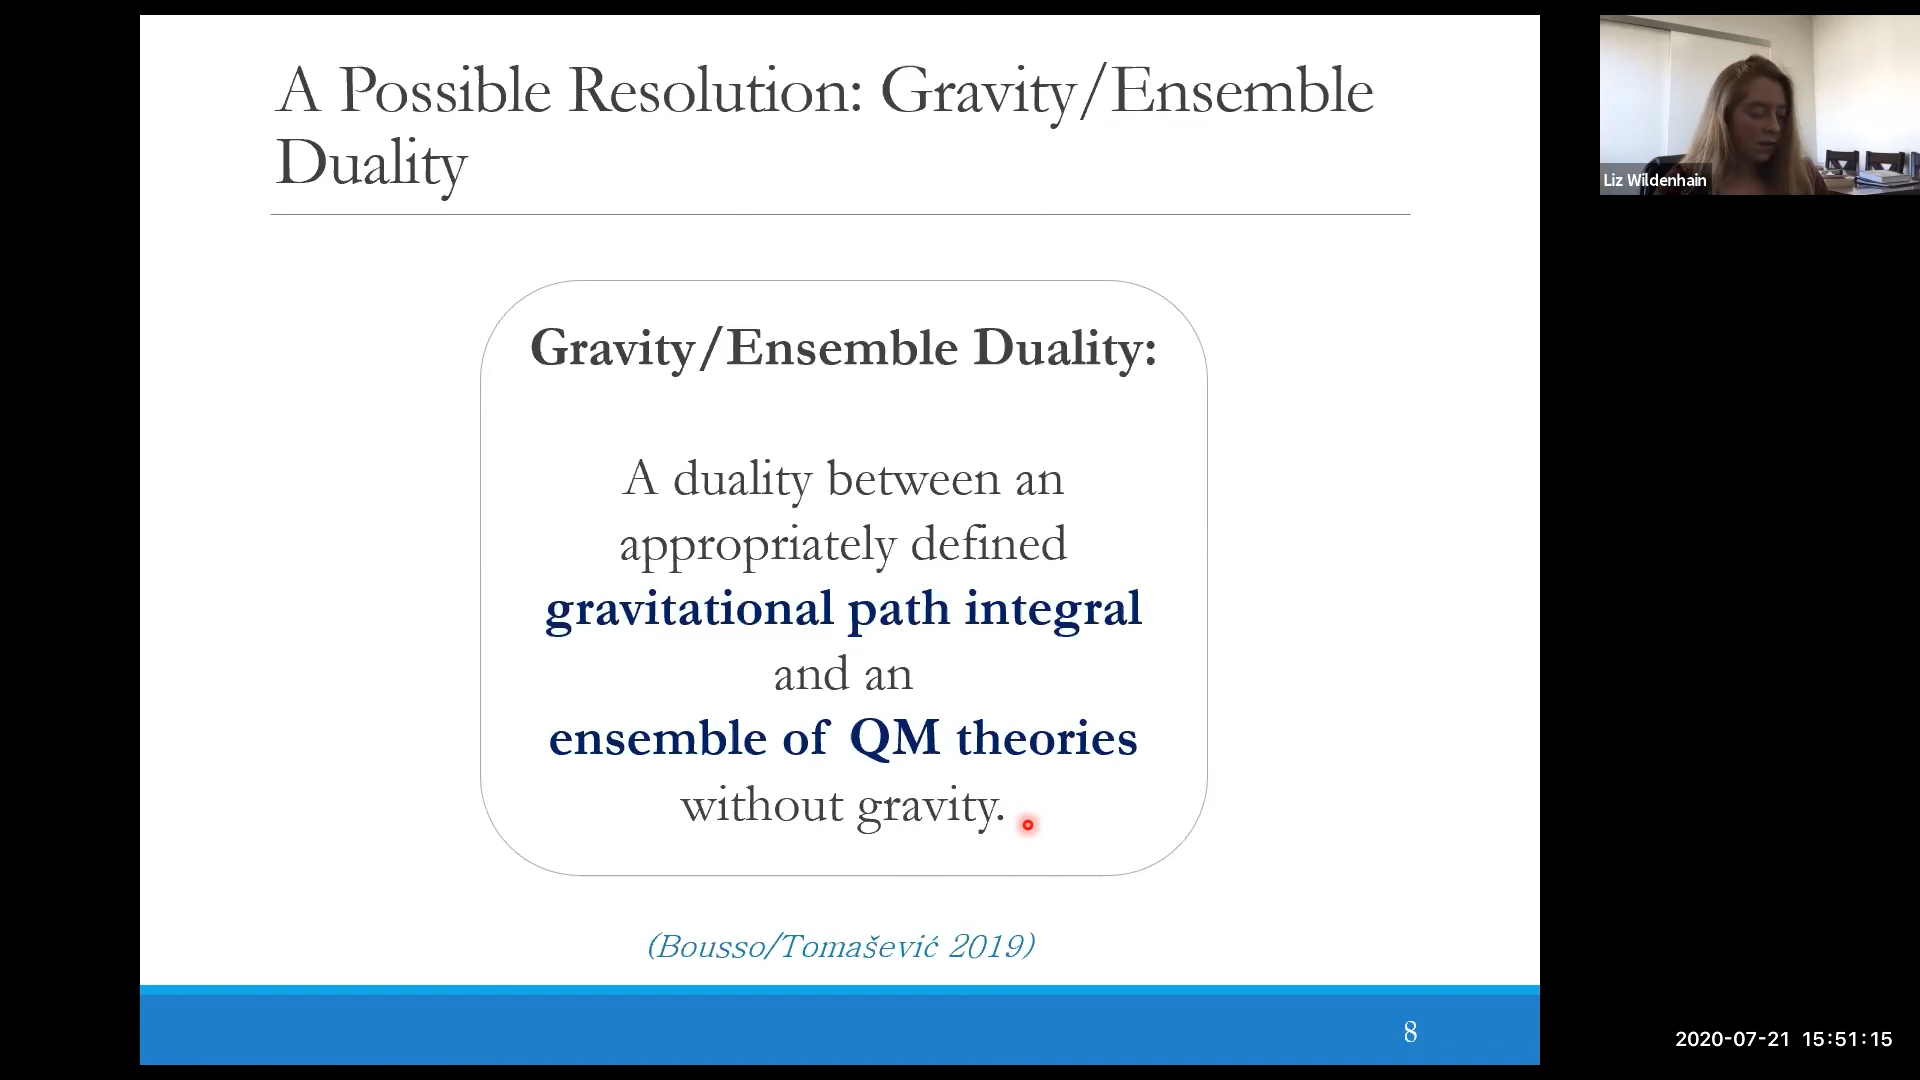 A Possible Resolution: Gravity/Ensemble
Duality
Gravity/Ensemble Duality:
A duality between an
appropriately defined
gravitational path integral
and an
ensemble of QM theories
without gravity.
(Bousso/Tomašević 2019)
8
Liz Wildenhain
2020-07-21 15:51:15